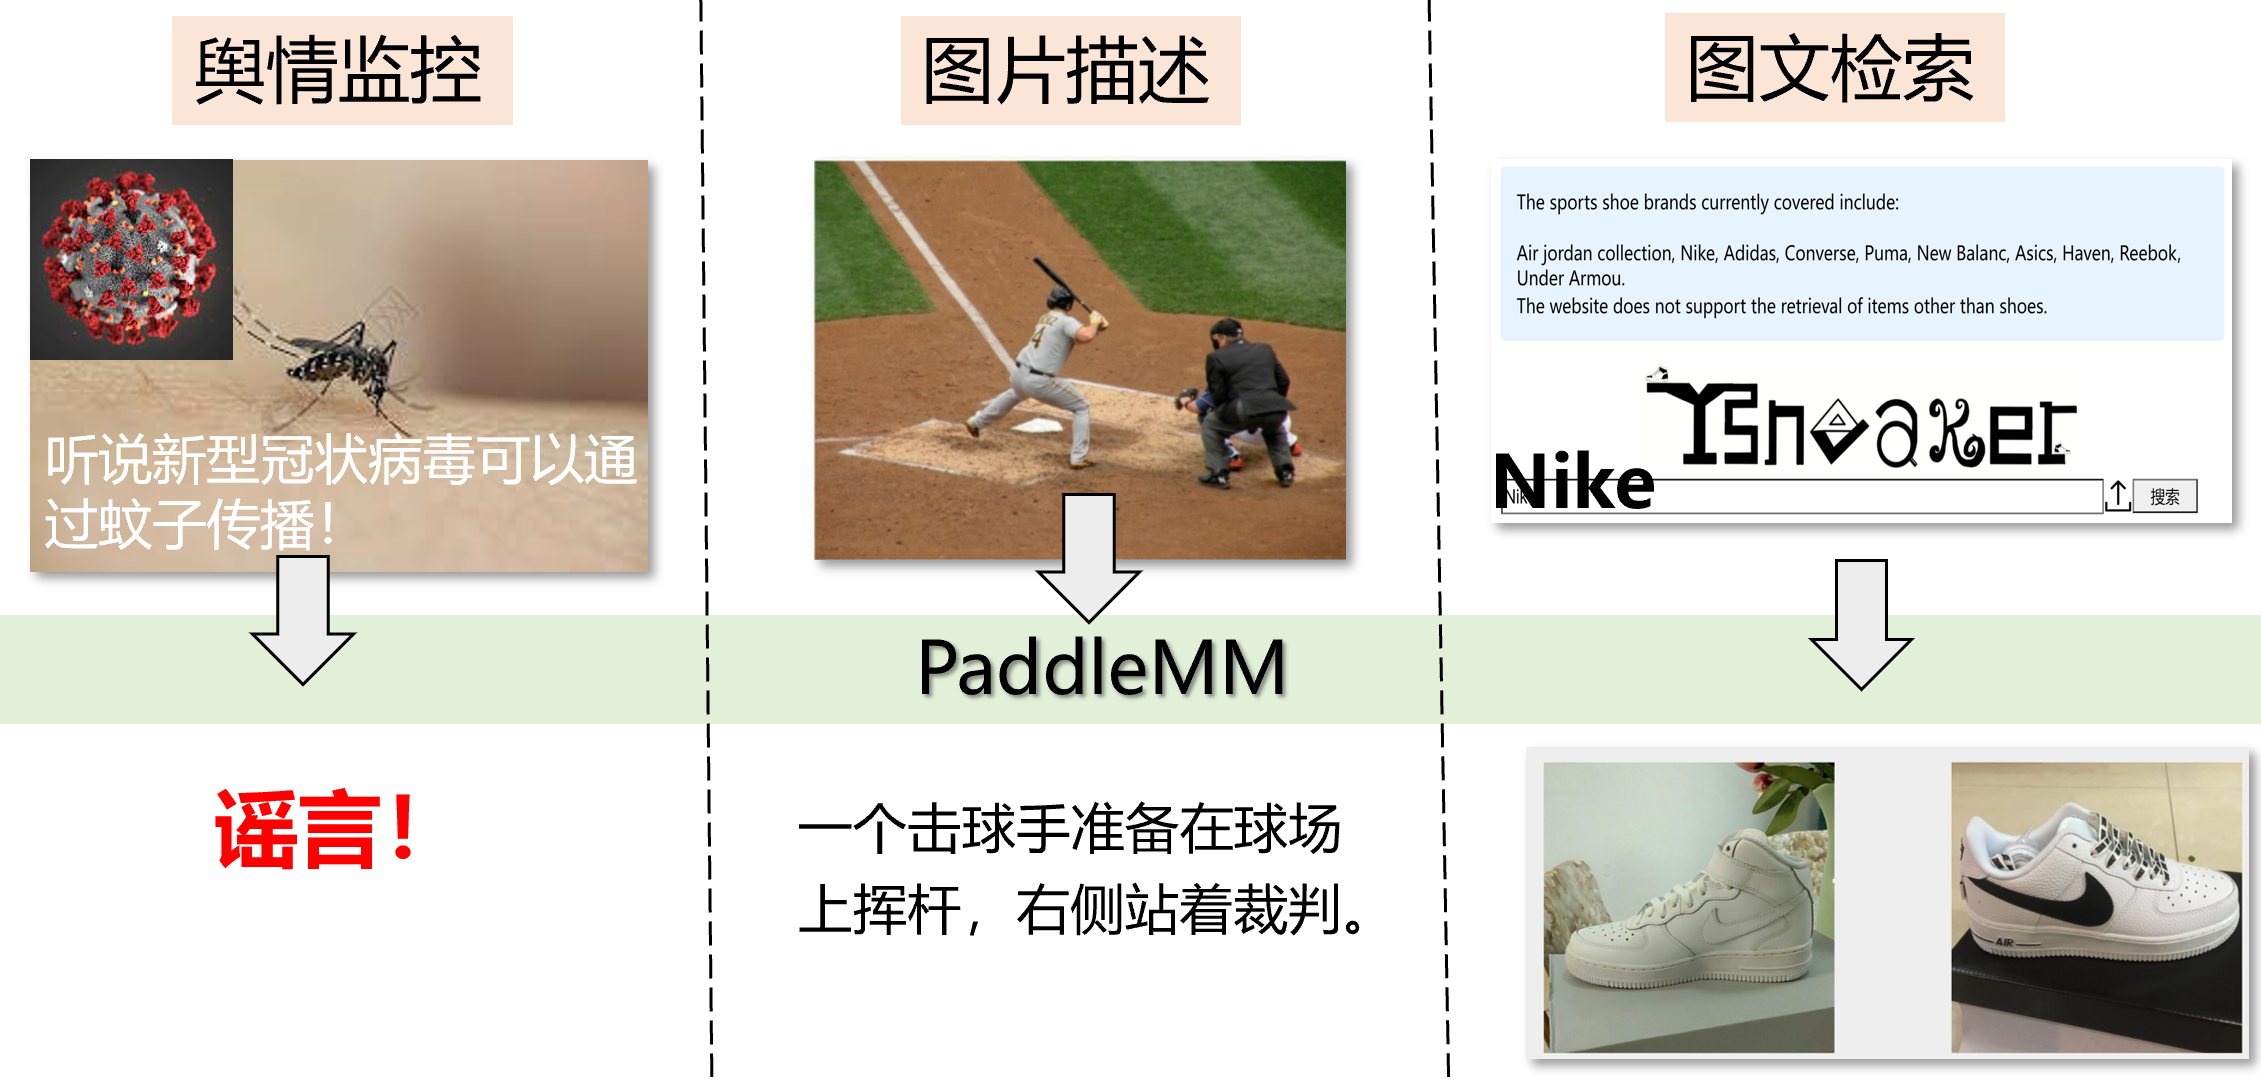 舆情监控
听说新型冠状病毒可以通
过蚊子传播！
谣言！
图片描述
4
PaddleMM
一个击球手准备在球场
上挥杆，右侧站着裁判。
图文检索
The sports shoe brands currently covered include:
Air jordan collection, Nike, Adidas, Converse, Puma, New Balanc, Asics, Haven, Reebok,
Under Armou.
The website does not support the retrieval of items other than shoes.
Ysneaker
Nike
搜索
AIR